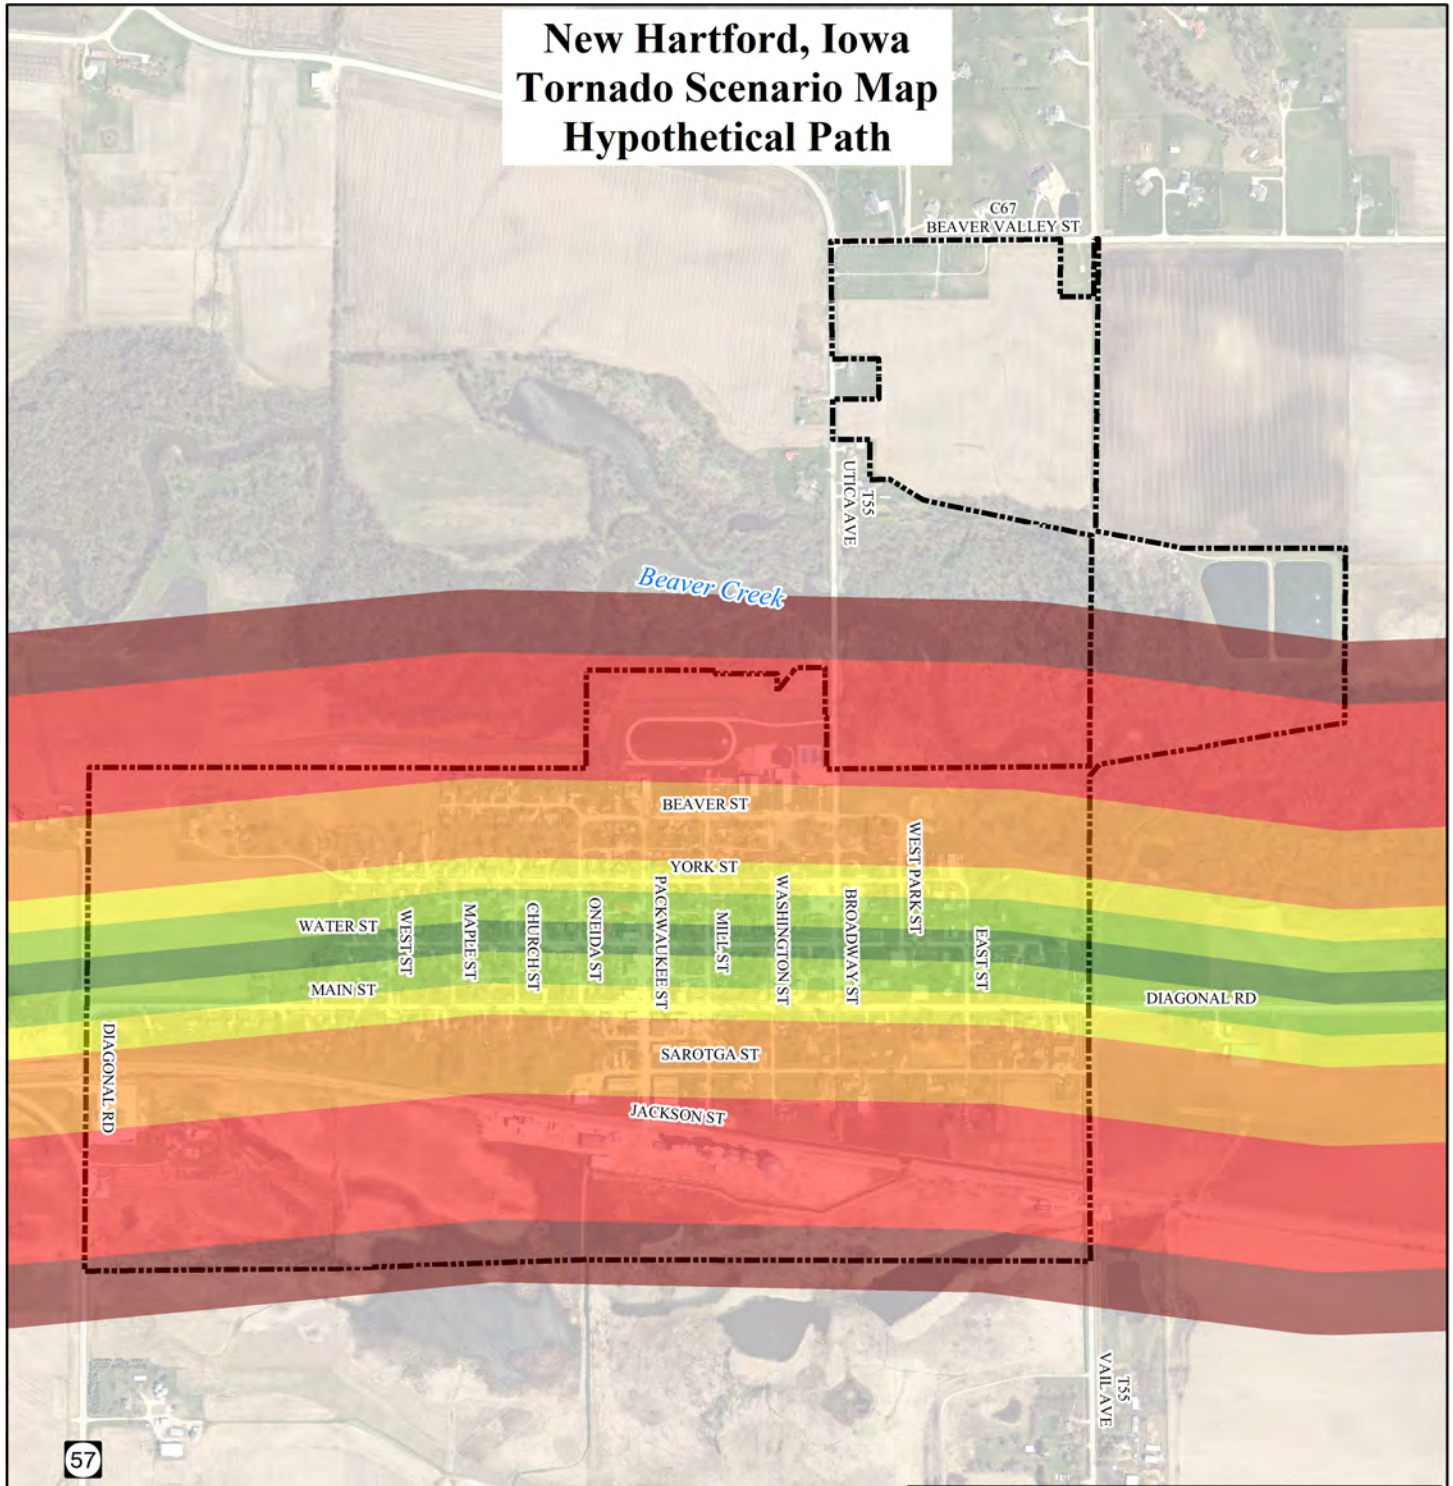 New Hartford, Iowa
Tornado Scenario Map
Hypothetical Path
C67
BEAVER VALLEY ST
T55
UTICA AVE
Beaver Creek
BEAVER ST
WEST PARK ST
YORK ST
WATER ST
WEST ST
MAPLE ST
CHURCH ST
ONEIDA ST
PACKWAUKEE ST
MILL ST
WASHINGTON ST
BROADWAY ST
EAST ST
MAIN ST
DIAGONAL RD
DIAGONAL RD
SAROTGA ST
JACKSON ST
T55
VAIL AVE
57